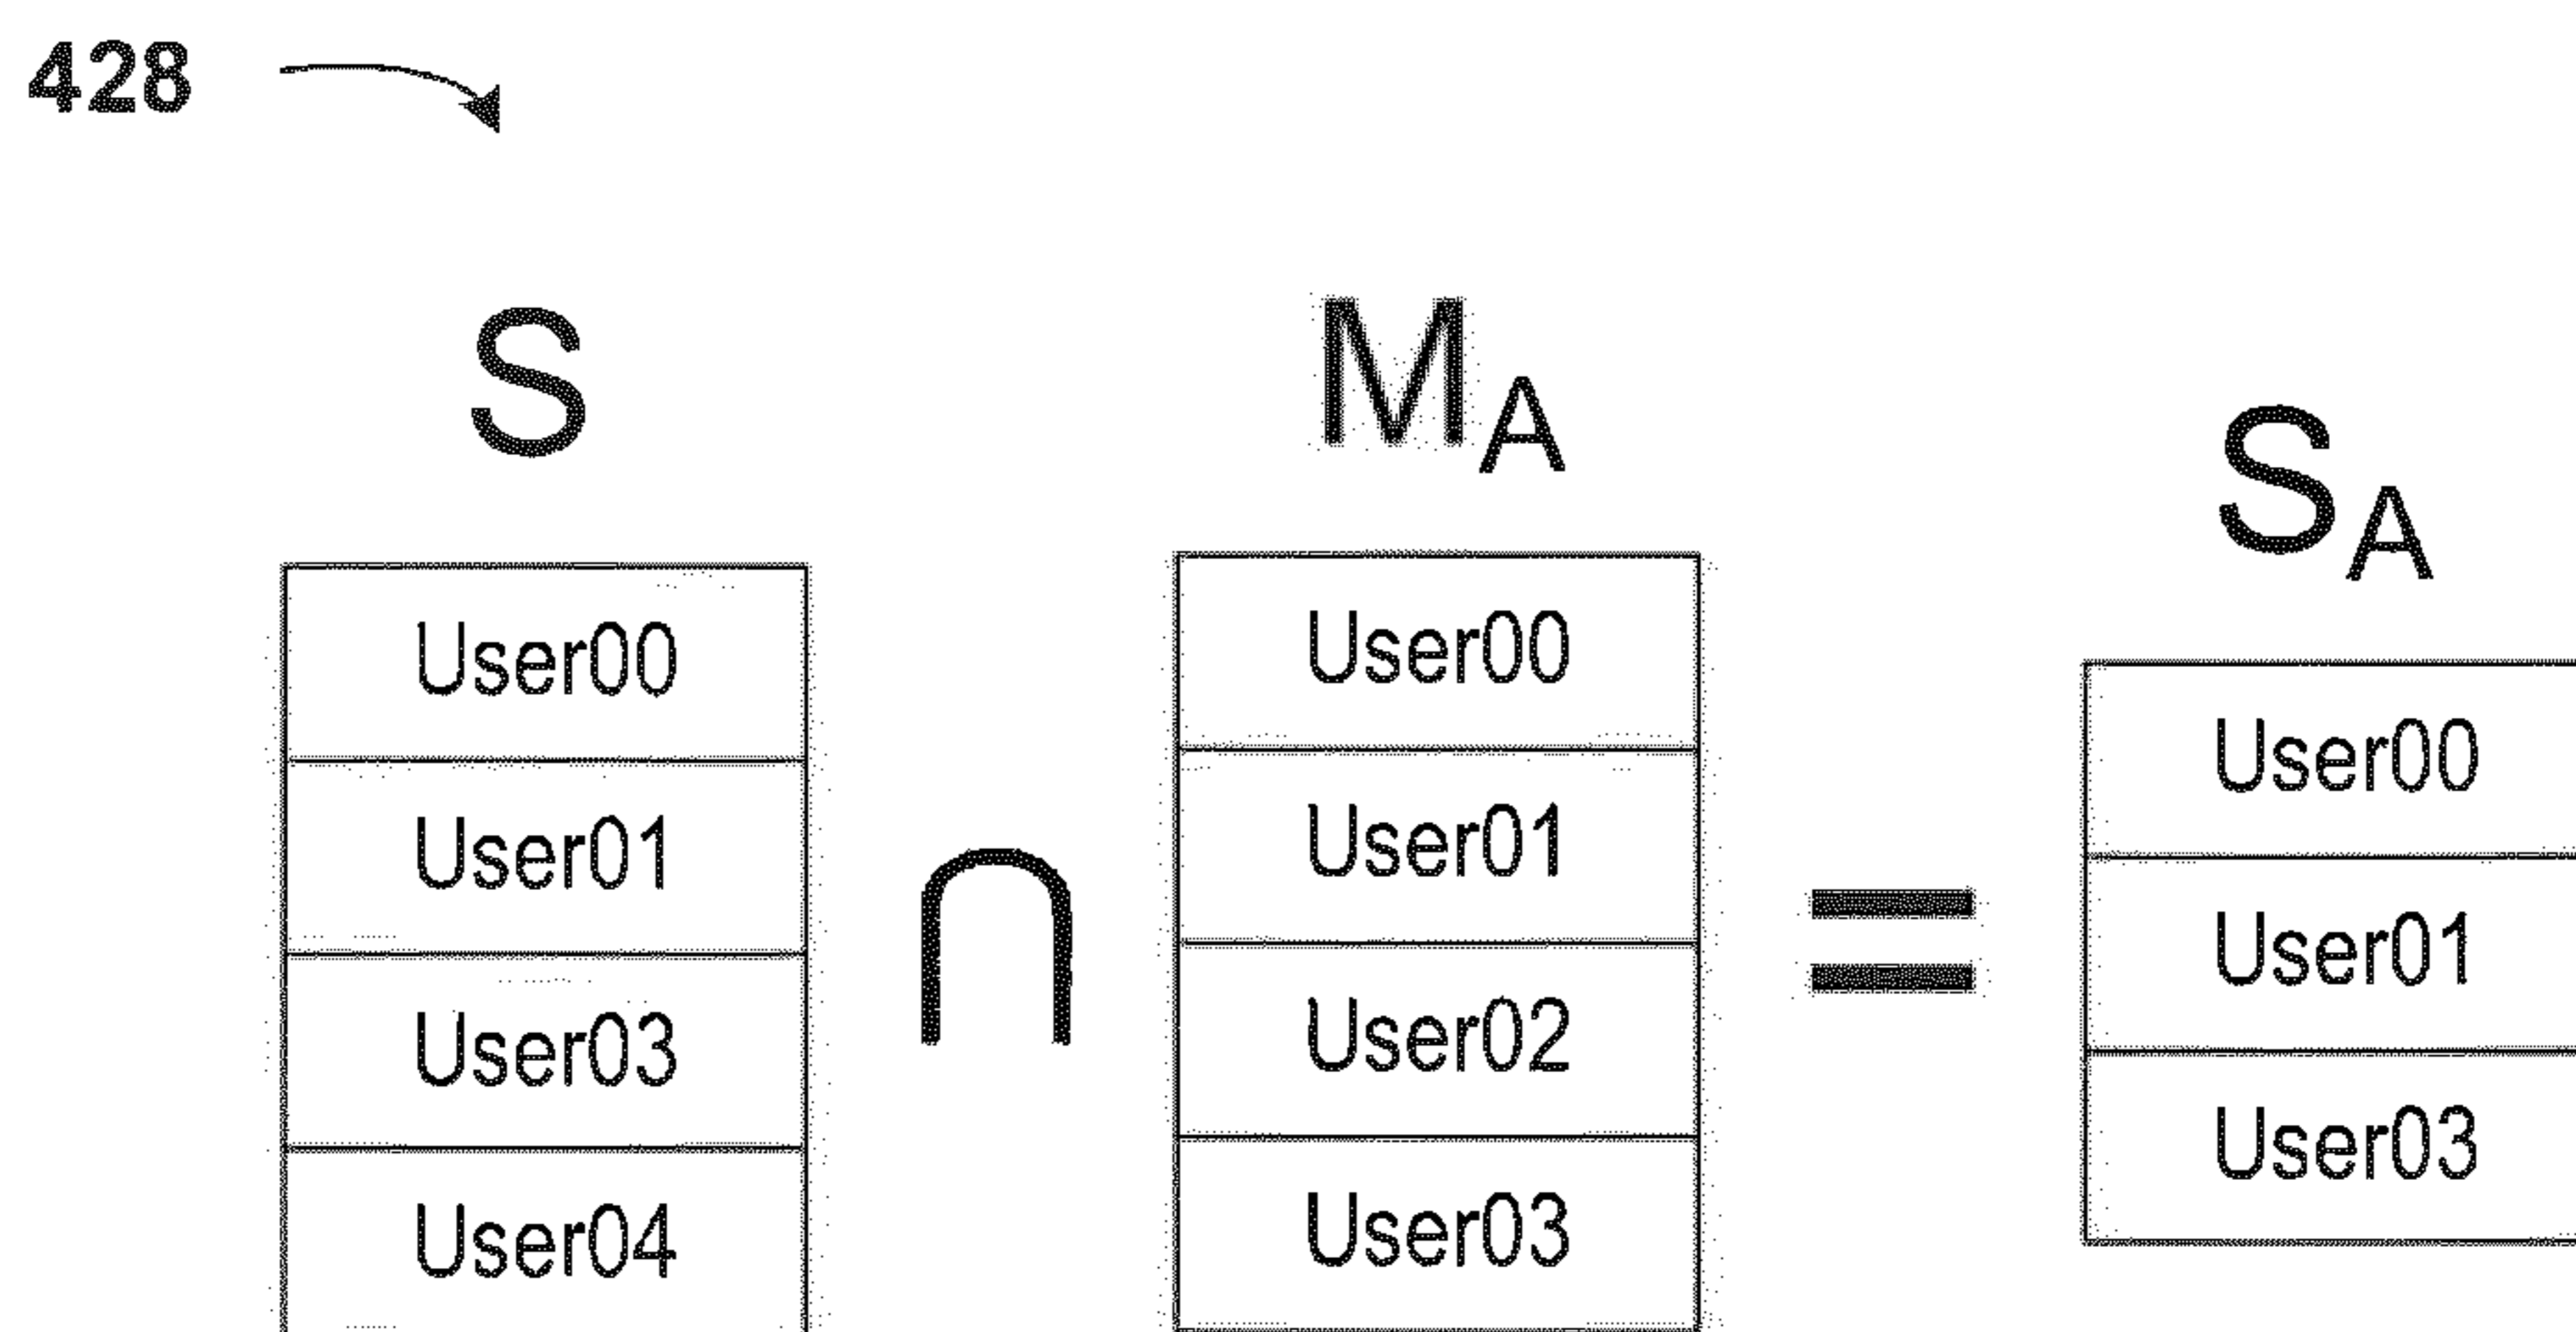 428
S
M_A
S_A
User00
User01
User03
User04
∩
User00
User01
User02
User03
=
User00
User01
User03